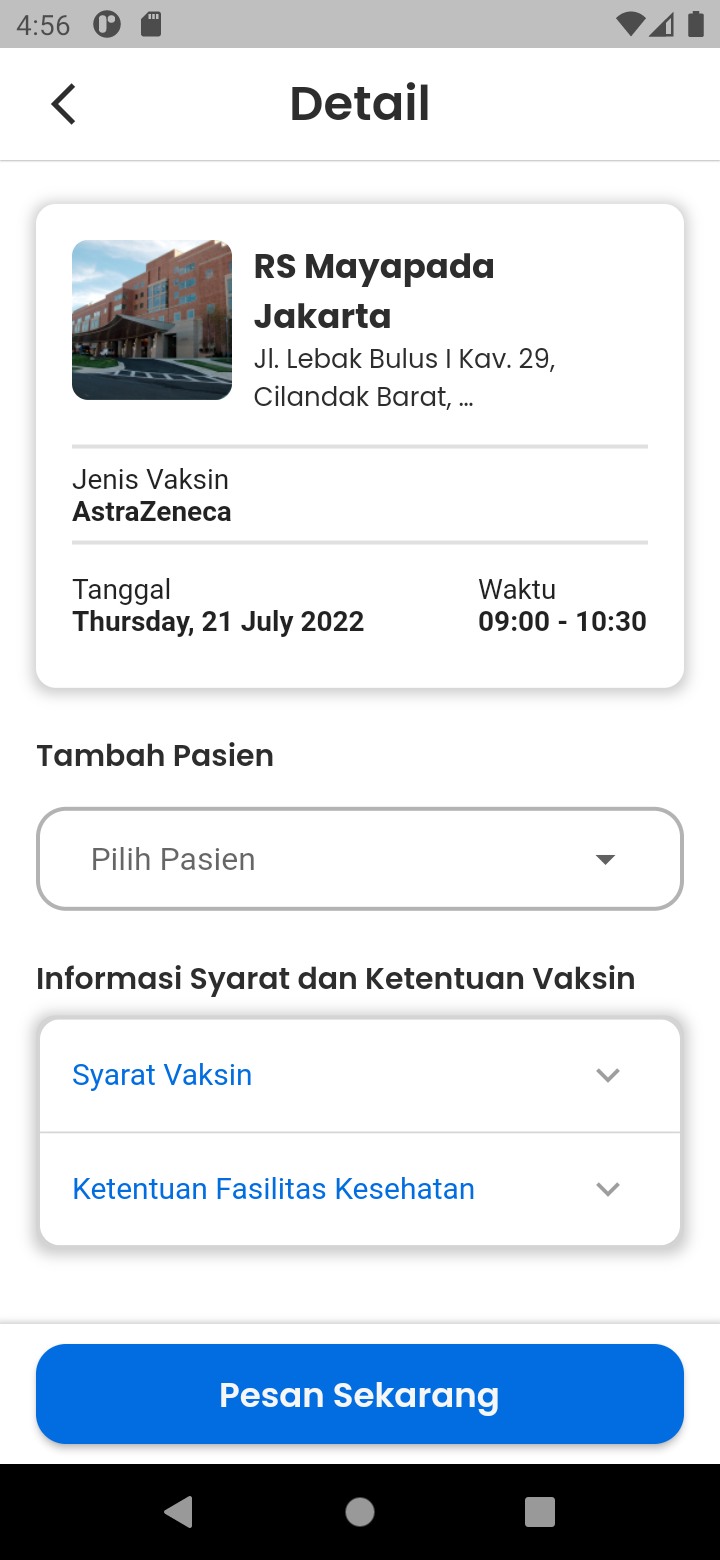 4:56
Detail
RS Mayapada
Jakarta
Jl. Lebak Bulus I Kav. 29,
Cilandak Barat, ...
Jenis Vaksin
AstraZeneca
Tanggal
Waktu
Thursday, 21 July 2022
09:00 - 10:30
Tambah Pasien
Pilih Pasien
Informasi Syarat dan Ketentuan Vaksin
Syarat Vaksin
Ketentuan Fasilitas Kesehatan
Pesan Sekarang